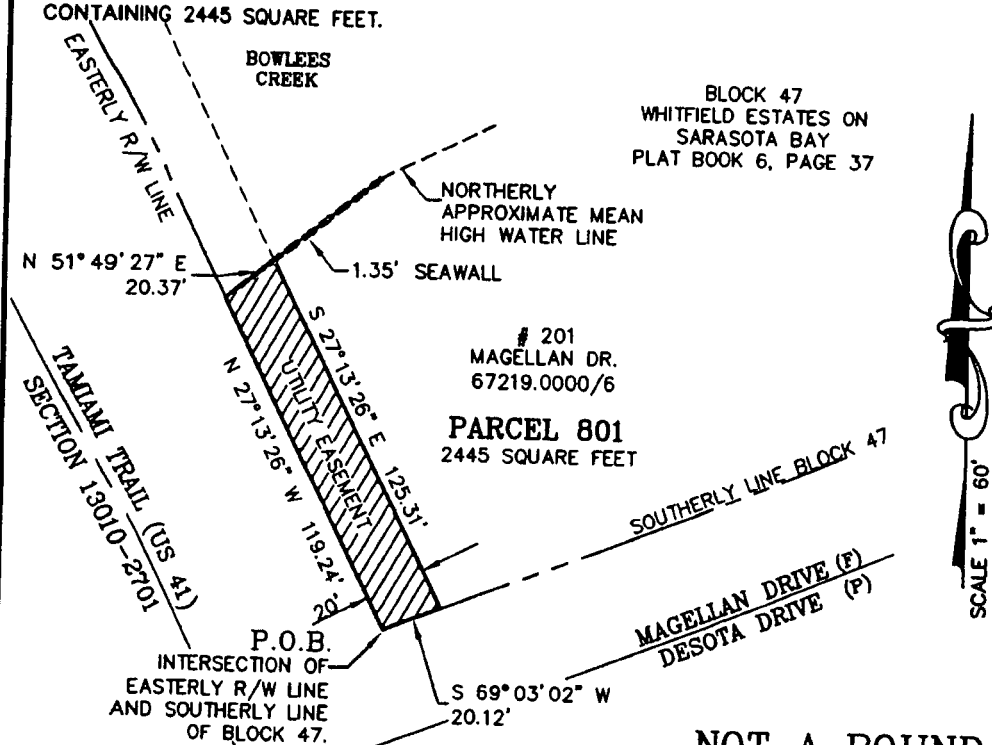 CONTAINING 2445 SQUARE FEET.
BOWLEES
CREEK
EASTERLY R/W LINE
BLOCK 47
WHITFIELD ESTATES ON
SARASOTA BAY
PLAT BOOK 6, PAGE 37
NORTHERLY
APPROXIMATE MEAN
HIGH WATER LINE
N 51°49'27" E
20.37'
1.35' SEAWALL
S 27°13'26" E 125.31'
UTILITY EASEMENT
N 27°13'26" W 119.24'
20'
# 201
MAGELLAN DR.
67219.0000/6
PARCEL 801
2445 SQUARE FEET
TAMIAMI TRAIL (US 41)
SECTION 13010-2701
SOUTHERLY LINE BLOCK 47
SCALE 1" = 60'
MAGELLAN DRIVE (F)
DESOTA DRIVE (P)
P.O.B.
INTERSECTION OF
EASTERLY R/W LINE
AND SOUTHERLY LINE
OF BLOCK 47.
S 69°03'02" W
20.12'
NOT A BOUND